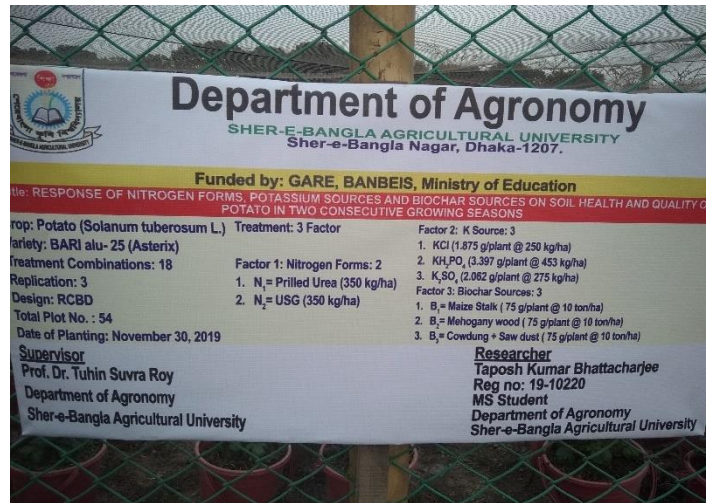 Department of Agronomy
SHER-E-BANGLA AGRICULTURAL UNIVERSITY
Sher-e-Bangla Nagar, Dhaka-1207.
Funded by: GARE, BANBEIS, Ministry of Education
itle: RESPONSE OF NITROGEN FORMS, POTASSIUM SOURCES AND BIOCHAR SOURCES ON SOIL HEALTH AND QUALITY O
POTATO IN TWO CONSECUTIVE GROWING SEASONS
rop: Potato (Solanum tuberosum L.)
ariety: BARI alu- 25 (Asterix)
Treatment Combinations: 18
Replication: 3
Design: RCBD
Total Plot No. : 54
Date of Planting: November 30, 2019
Treatment: 3 Factor
Factor 1: Nitrogen Forms: 2
1. N₁= Prilled Urea (350 kg/ha)
2. N₂= USG (350 kg/ha)
Factor 2: K Source: 3
1. KCl (1.875 g/plant @ 250 kg/ha)
2. KH₂PO₄ (3.397 g/plant @ 453 kg/ha)
3. K₂SO₄ (2.062 g/plant @ 275 kg/ha)
Factor 3: Biochar Sources: 3
1. B₁= Maize Stalk ( 75 g/plant @ 10 ton/ha)
2. B₂= Mehogany wood ( 75 g/plant @ 10 ton/ha)
3. B₃= Cowdung + Saw dust ( 75 g/plant @ 10 ton/ha)
Supervisor
Prof. Dr. Tuhin Suvra Roy
Department of Agronomy
Sher-e-Bangla Agricultural University
Researcher
Taposh Kumar Bhattacharjee
Reg no: 19-10220
MS Student
Department of Agronomy
Sher-e-Bangla Agricultural University